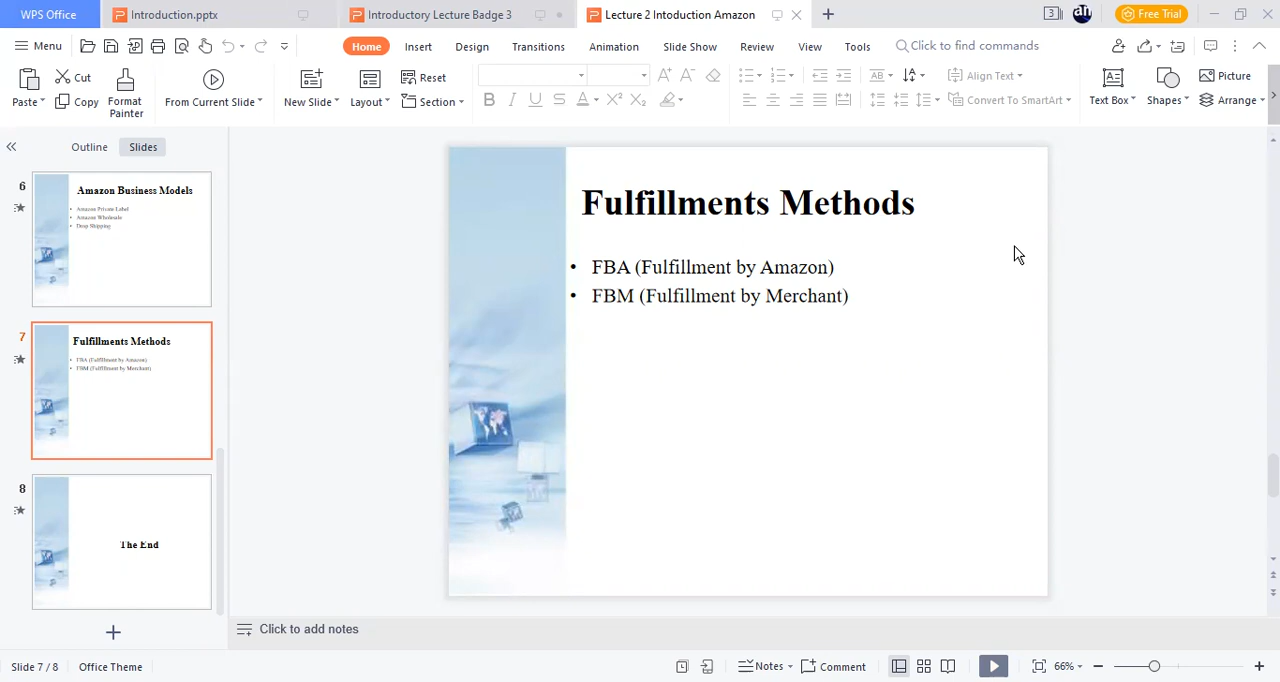 WPS Office
Introduction.pptx
Introductory Lecture Badge 3
Lecture 2 Intoduction Amazon
Free Trial
Menu
Home
Insert
Design
Transitions
Animation
Slide Show
Review
View
Tools
Click to find commands
Paste
Cut
Copy
Format
Painter
From Current Slide
New Slide
Layout
Reset
Section
B I U S A X² X₂
AB
Align Text
Convert To SmartArt
Text Box
Shapes
Picture
Arrange
Outline
Slides
6
Amazon Business Models
• Amazon Private Label
• Amazon Wholesale
• Drop Shipping
7
Fulfillments Methods
• FBA (Fulfillment by Amazon)
• FBM (Fulfillment by Merchant)
8
The End
Fulfillments Methods
• FBA (Fulfillment by Amazon)
• FBM (Fulfillment by Merchant)
Click to add notes
Slide 7 / 8
Office Theme
Notes
Comment
66%